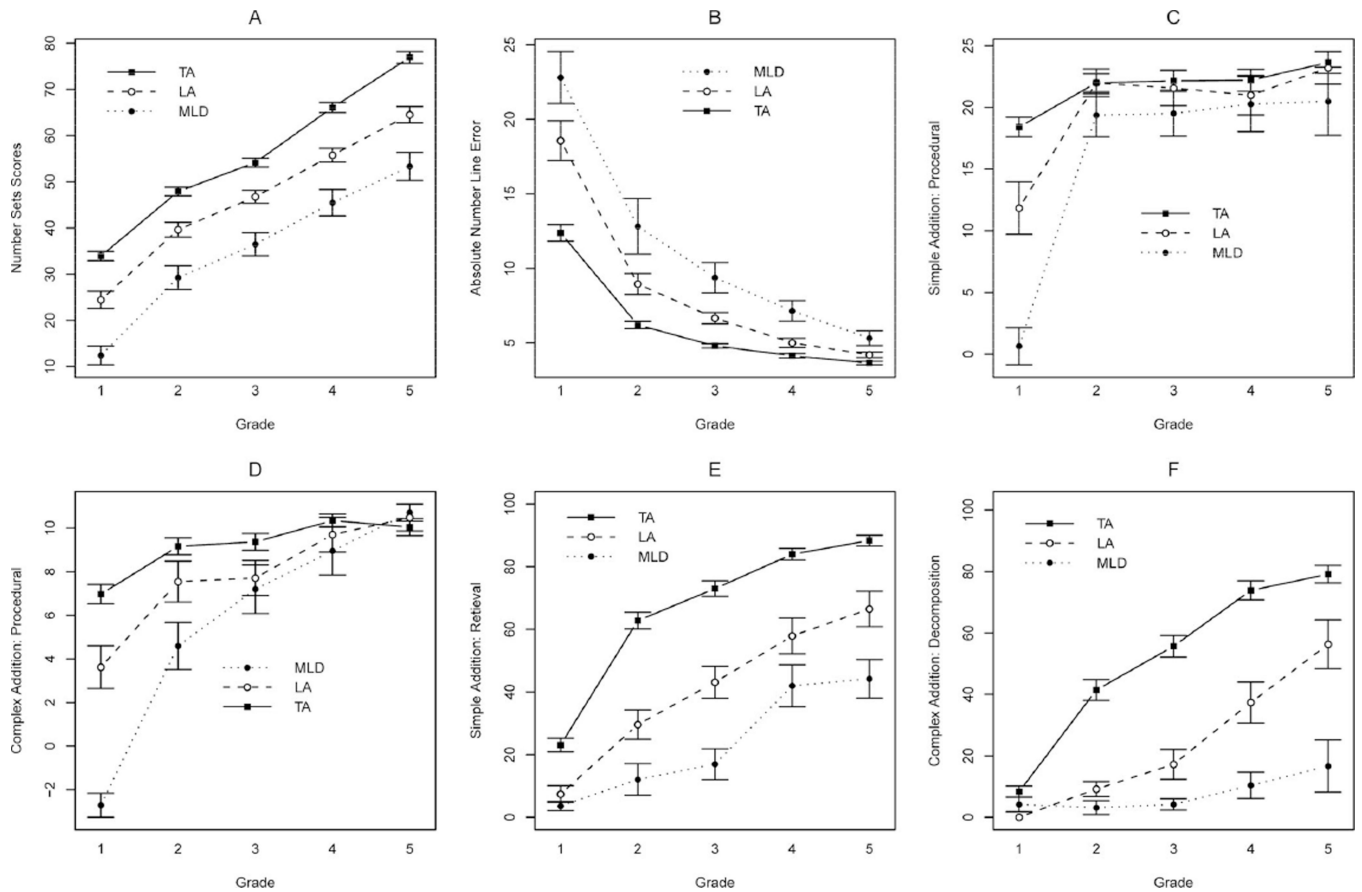 A
Number Sets Scores
80
70
60
50
40
30
20
10
TA
LA
MLD
1 2 3 4 5
Grade
B
Absolute Number Line Error
25
20
15
10
5
MLD
LA
TA
1 2 3 4 5
Grade
C
Simple Addition: Procedural
25
20
15
10
5
0
TA
LA
MLD
1 2 3 4 5
Grade
D
Complex Addition: Procedural
10
8
6
4
2
0
−2
MLD
LA
TA
1 2 3 4 5
Grade
E
Simple Addition: Retieval
100
80
60
40
20
0
TA
LA
MLD
1 2 3 4 5
Grade
F
Complex Addition: Decomposition
100
80
60
40
20
0
TA
LA
MLD
1 2 3 4 5
Grade